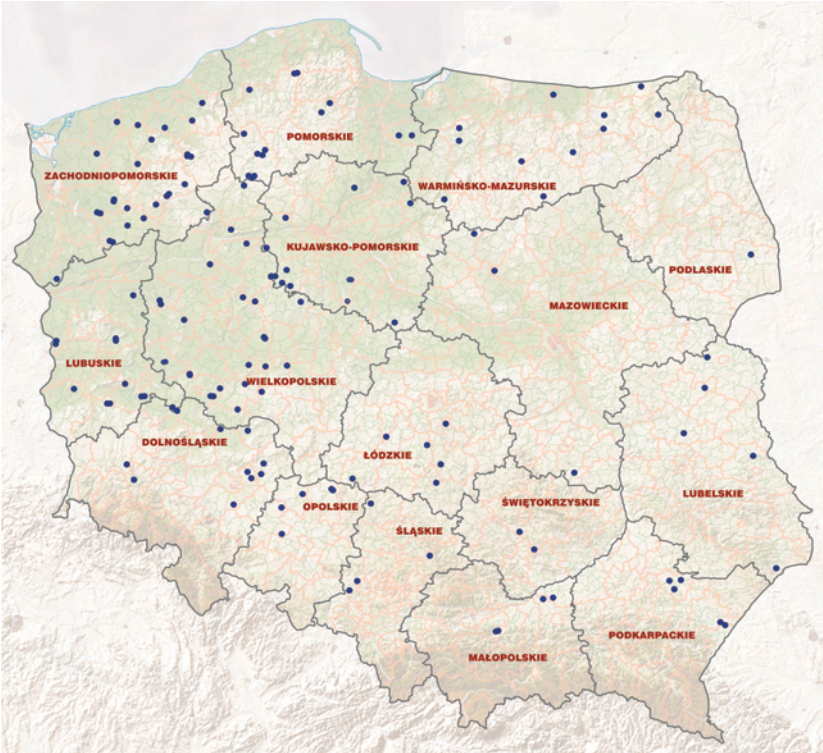 POMORSKIE
ZACHODNIOPOMORSKIE
WARMIŃSKO-MAZURSKIE
KUJAWSKO-POMORSKIE
PODLASKIE
MAZOWIECKIE
LUBUSKIE
WIELKOPOLSKIE
DOLNOŚLĄSKIE
ŁÓDZKIE
LUBELSKIE
OPOLSKIE
ŚWIĘTOKRZYSKIE
ŚLĄSKIE
PODKARPACKIE
MAŁOPOLSKIE